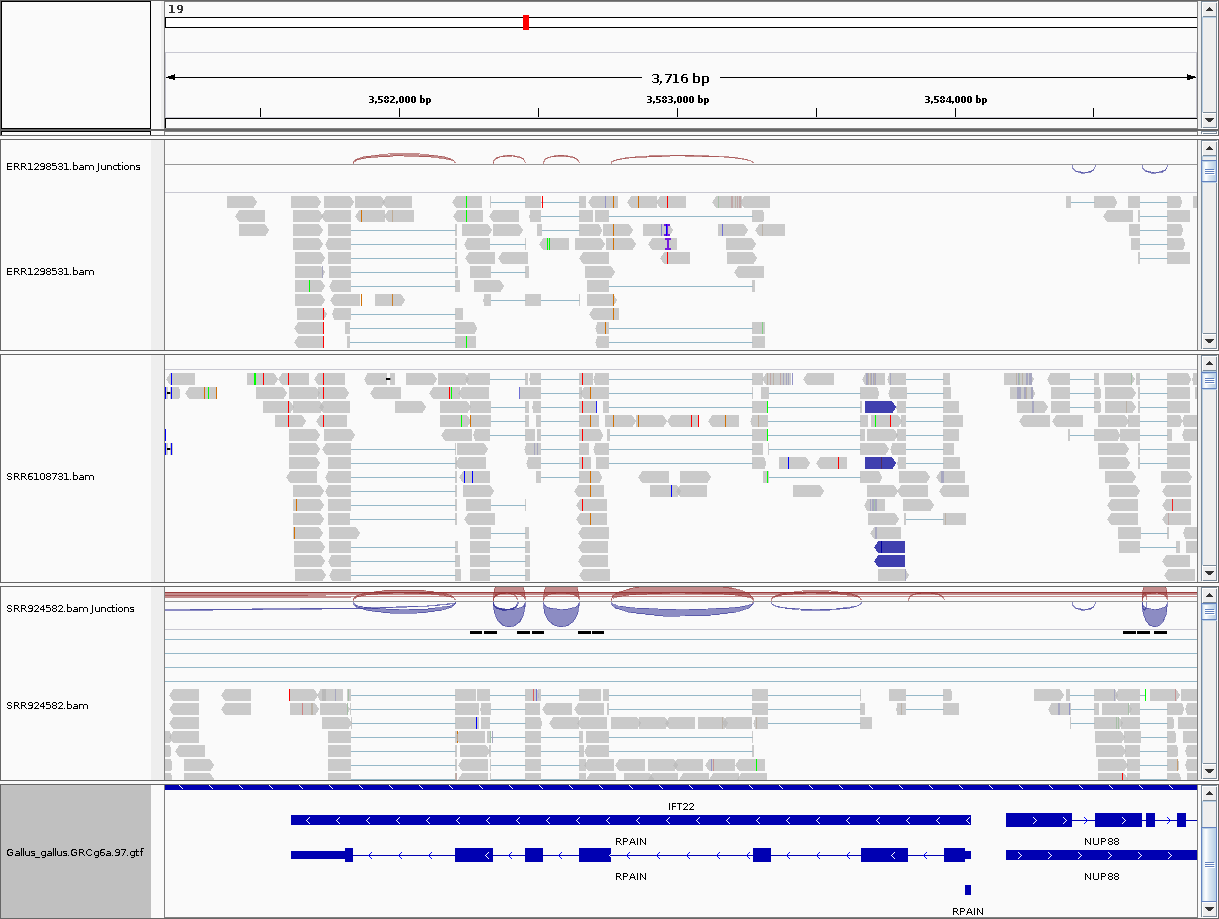 19
3,716 bp
3,582,000 bp 3,583,000 bp 3,584,000 bp
ERR1298531.bam Junctions
ERR1298531.bam
SRR6108731.bam
SRR924582.bam Junctions
SRR924582.bam
IFT22
RPAIN NUP88
Gallus_gallus.GRCg6a.97.gtf
RPAIN NUP88
RPAIN